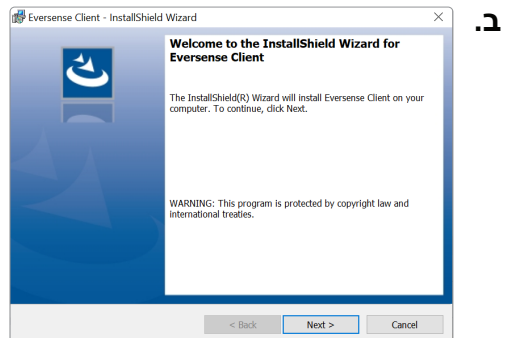 Eversense Client - InstallShield Wizard
ב.
Welcome to the InstallShield Wizard for
Eversense Client
The InstallShield(R) Wizard will install Eversense Client on your
computer. To continue, click Next.
WARNING: This program is protected by copyright law and
international treaties.
< Back Next > Cancel